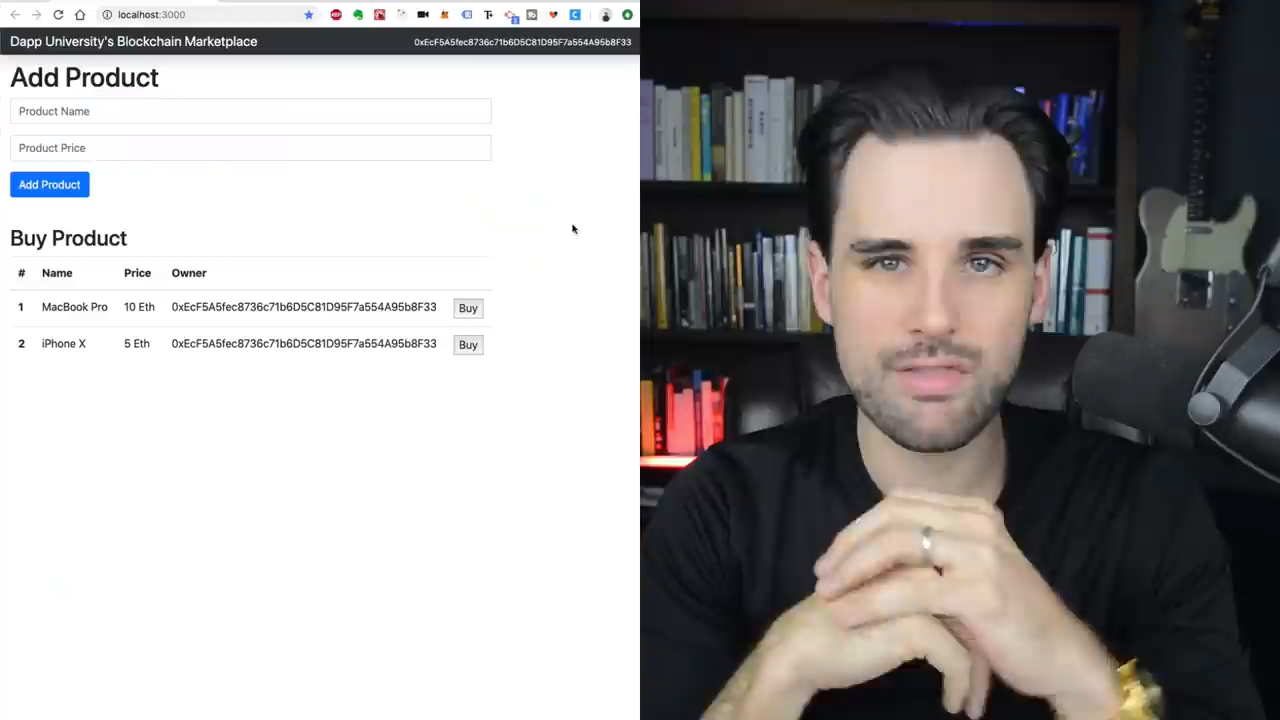 localhost:3000
Dapp University's Blockchain Marketplace 0xEcF5A5fec8736c71b6D5C81D95F7a554A95b8F33
Add Product
Product Name
Product Price
Add Product
Buy Product
# Name Price Owner
1 MacBook Pro 10 Eth 0xEcF5A5fec8736c71b6D5C81D95F7a554A95b8F33 Buy
2 iPhone X 5 Eth 0xEcF5A5fec8736c71b6D5C81D95F7a554A95b8F33 Buy